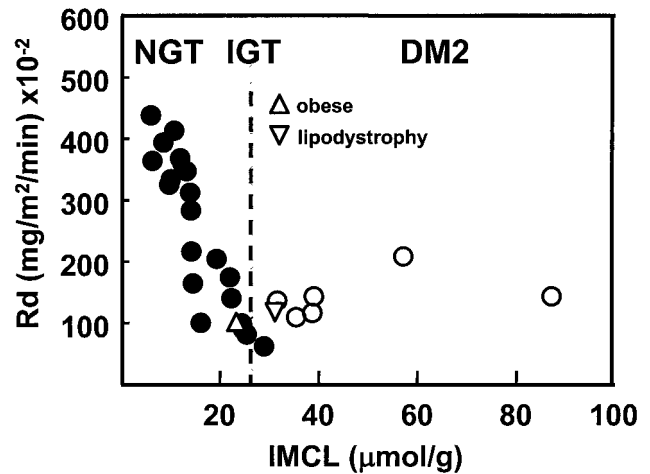 600
500
400
300
200
100
Rd (mg/m²/min) x10⁻²
NGT IGT DM2
△ obese
▽ lipodystrophy
20 40 60 80 100
IMCL (μmol/g)